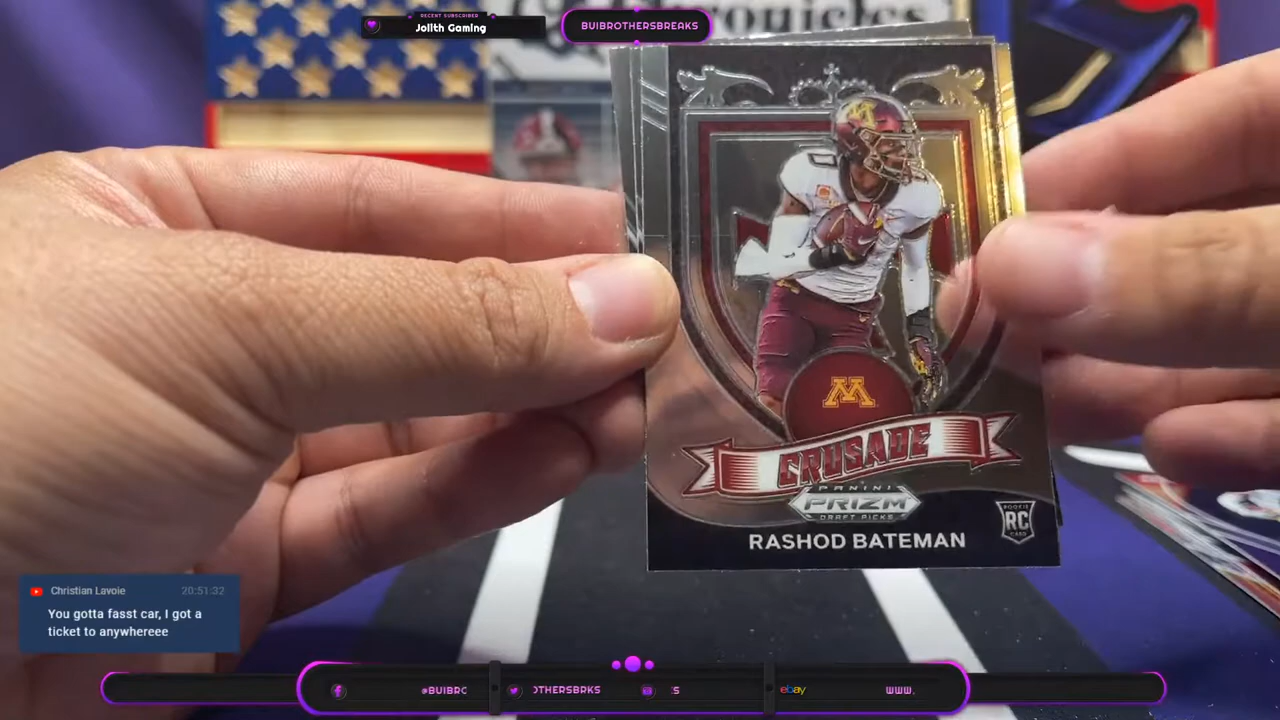 RECENT SUBSCRIBER
Jolith Gaming
BUIBROTHERSBREAKS
M
CRUSADE
PANINI
PRIZM
DRAFT PICKS
ROOKIE
RC
CARD
RASHOD BATEMAN
Christian Lavoie 20:51:32
You gotta fasst car, I got a
ticket to anywhereee
@BUIBRO
OTHERSBRKS
S
ebay
WWW.